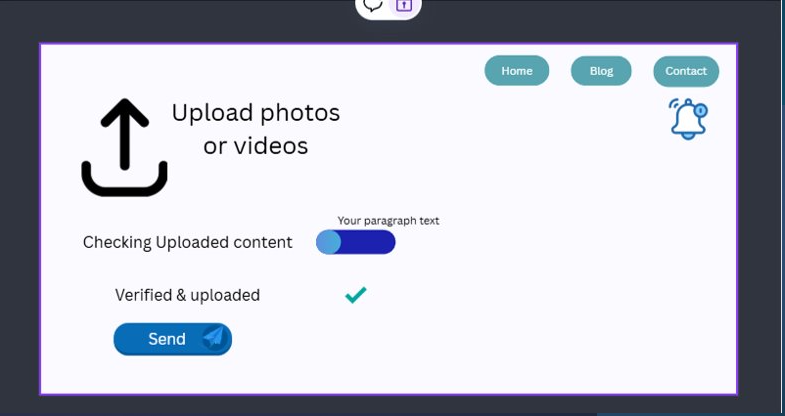 Home
Blog
Contact
Upload photos
or videos
Your paragraph text
Checking Uploaded content
Verified & uploaded
Send